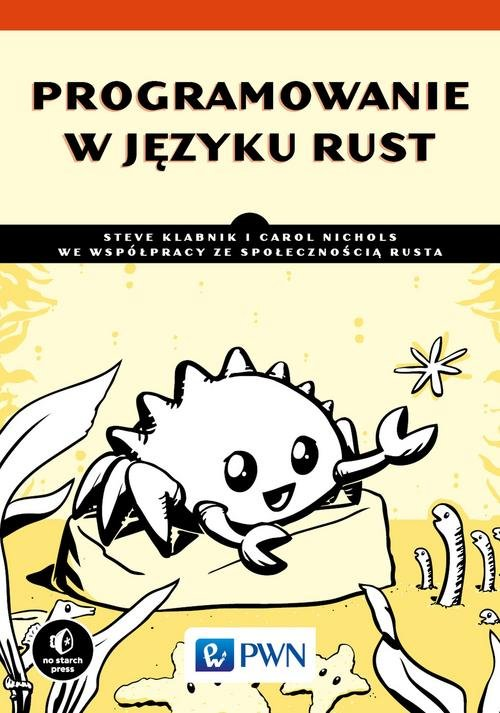 PROGRAMOWANIE
W JĘZYKU RUST
STEVE KLABNIK I CAROL NICHOLS
WE WSPÓŁPRACY ZE SPOŁECZNOŚCIĄ RUSTA
no starch
press
PWN